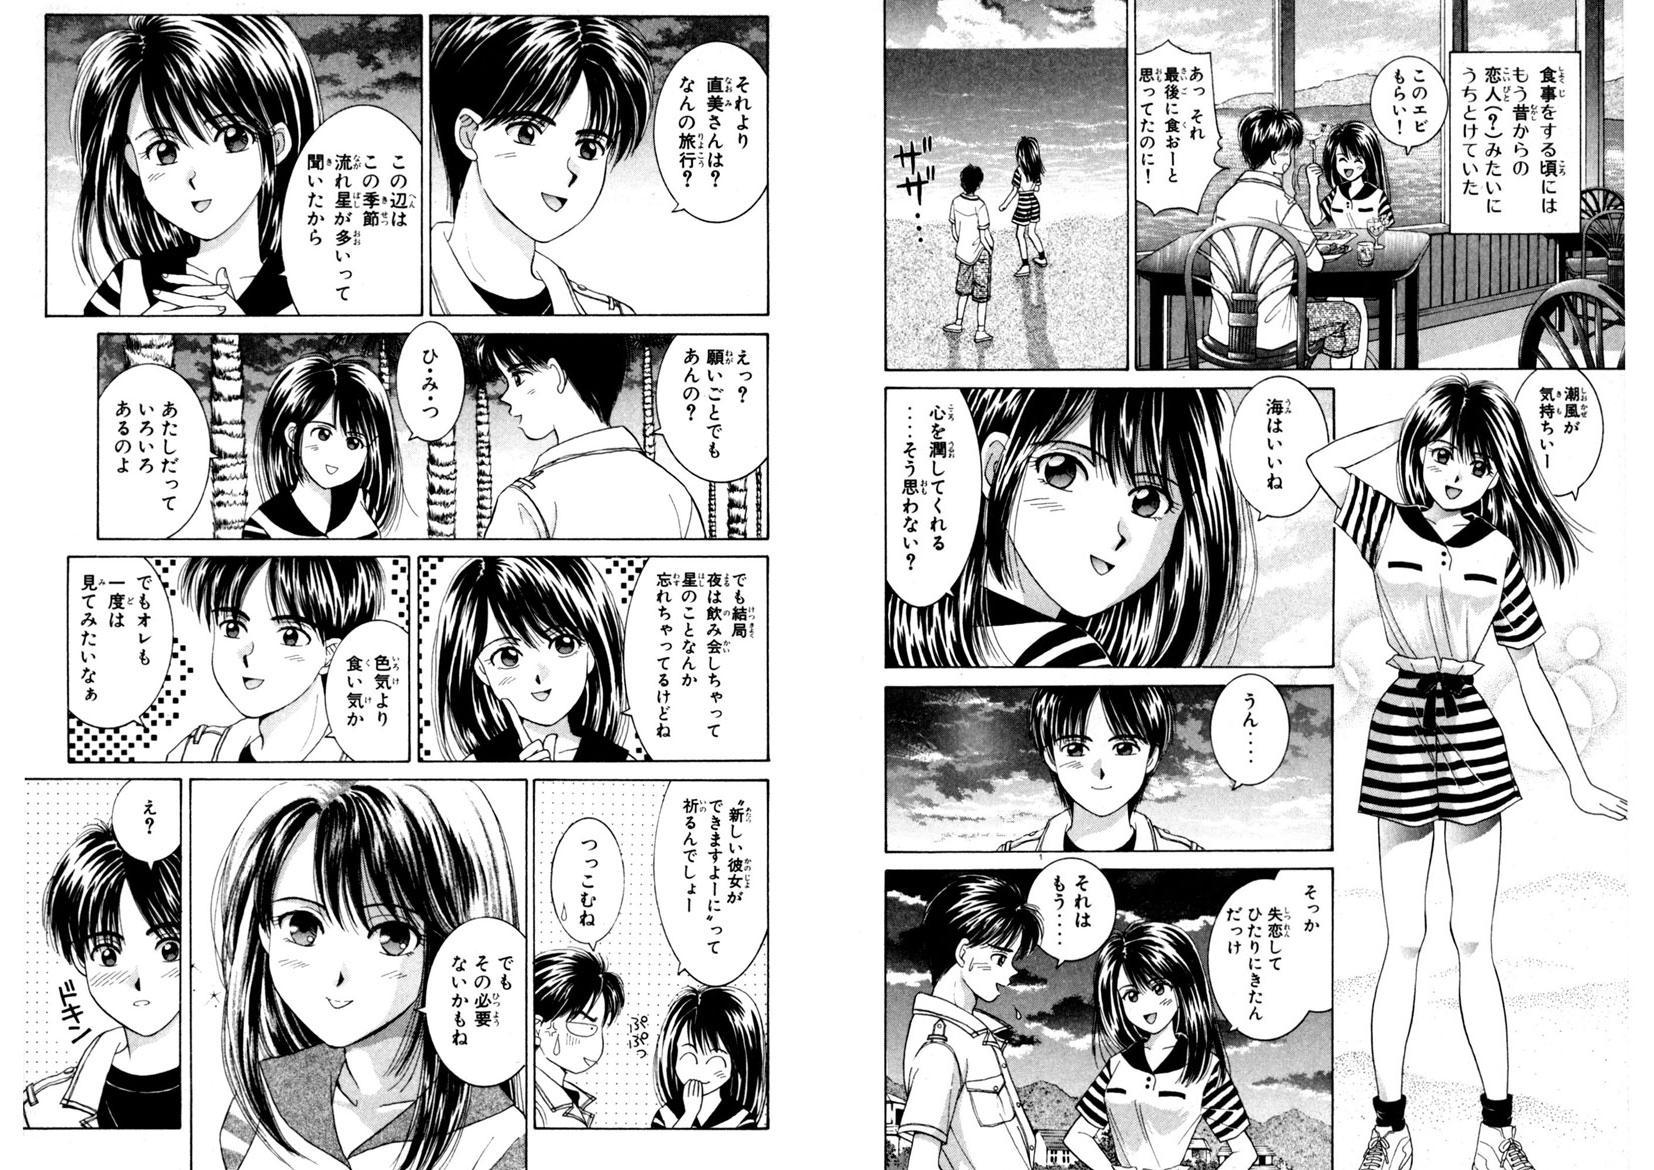 食事をする頃には
もう昔からの
恋人(?)みたいに
うちとけていた
このエビ
もらい!
あっ それ
最後に食おーと
思ってたのに!
ザザ…
潮風が
気持ちいー
海はいいね
心を潤してくれる
…そう思わない?
うん‥‥
そっか
失恋して
ひたりにきたん
だっけ
それは
もう‥‥
それより
直美さんは?
なんの旅行?
この辺は
この季節
流れ星が多いって
聞いたから
えっ?
願いごとでも
あんの?
ひ・み・つ
あたしだって
いろいろ
あるのよ
でも結局
夜は飲み会しちゃって
星のことなんか
忘れちゃってるけどね
色気より
食い気か
でもオレも
一度は
見てみたいなぁ
〝新しい彼女が
できますよーに〟って
祈るんでしょー
つっこむね
ぷぷぷっ
でも
その必要
ないかもね
え?
ドキン